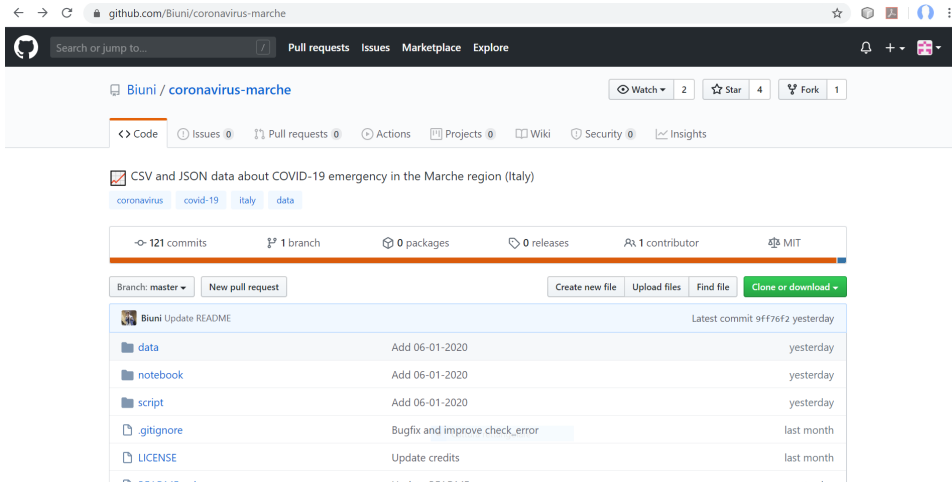 github.com/Biuni/coronavirus-marche
Search or jump to... / Pull requests Issues Marketplace Explore
Biuni / coronavirus-marche Watch 2 Star 4 Fork 1
Code Issues 0 Pull requests 0 Actions Projects 0 Wiki Security 0 Insights
CSV and JSON data about COVID-19 emergency in the Marche region (Italy)
coronavirus covid-19 italy data
121 commits 1 branch 0 packages 0 releases 1 contributor MIT
Branch: master New pull request Create new file Upload files Find file Clone or download
Biuni Update README Latest commit 9ff76f2 yesterday
data Add 06-01-2020 yesterday
notebook Add 06-01-2020 yesterday
script Add 06-01-2020 yesterday
.gitignore Bugfix and improve check_error last month
LICENSE Update credits last month